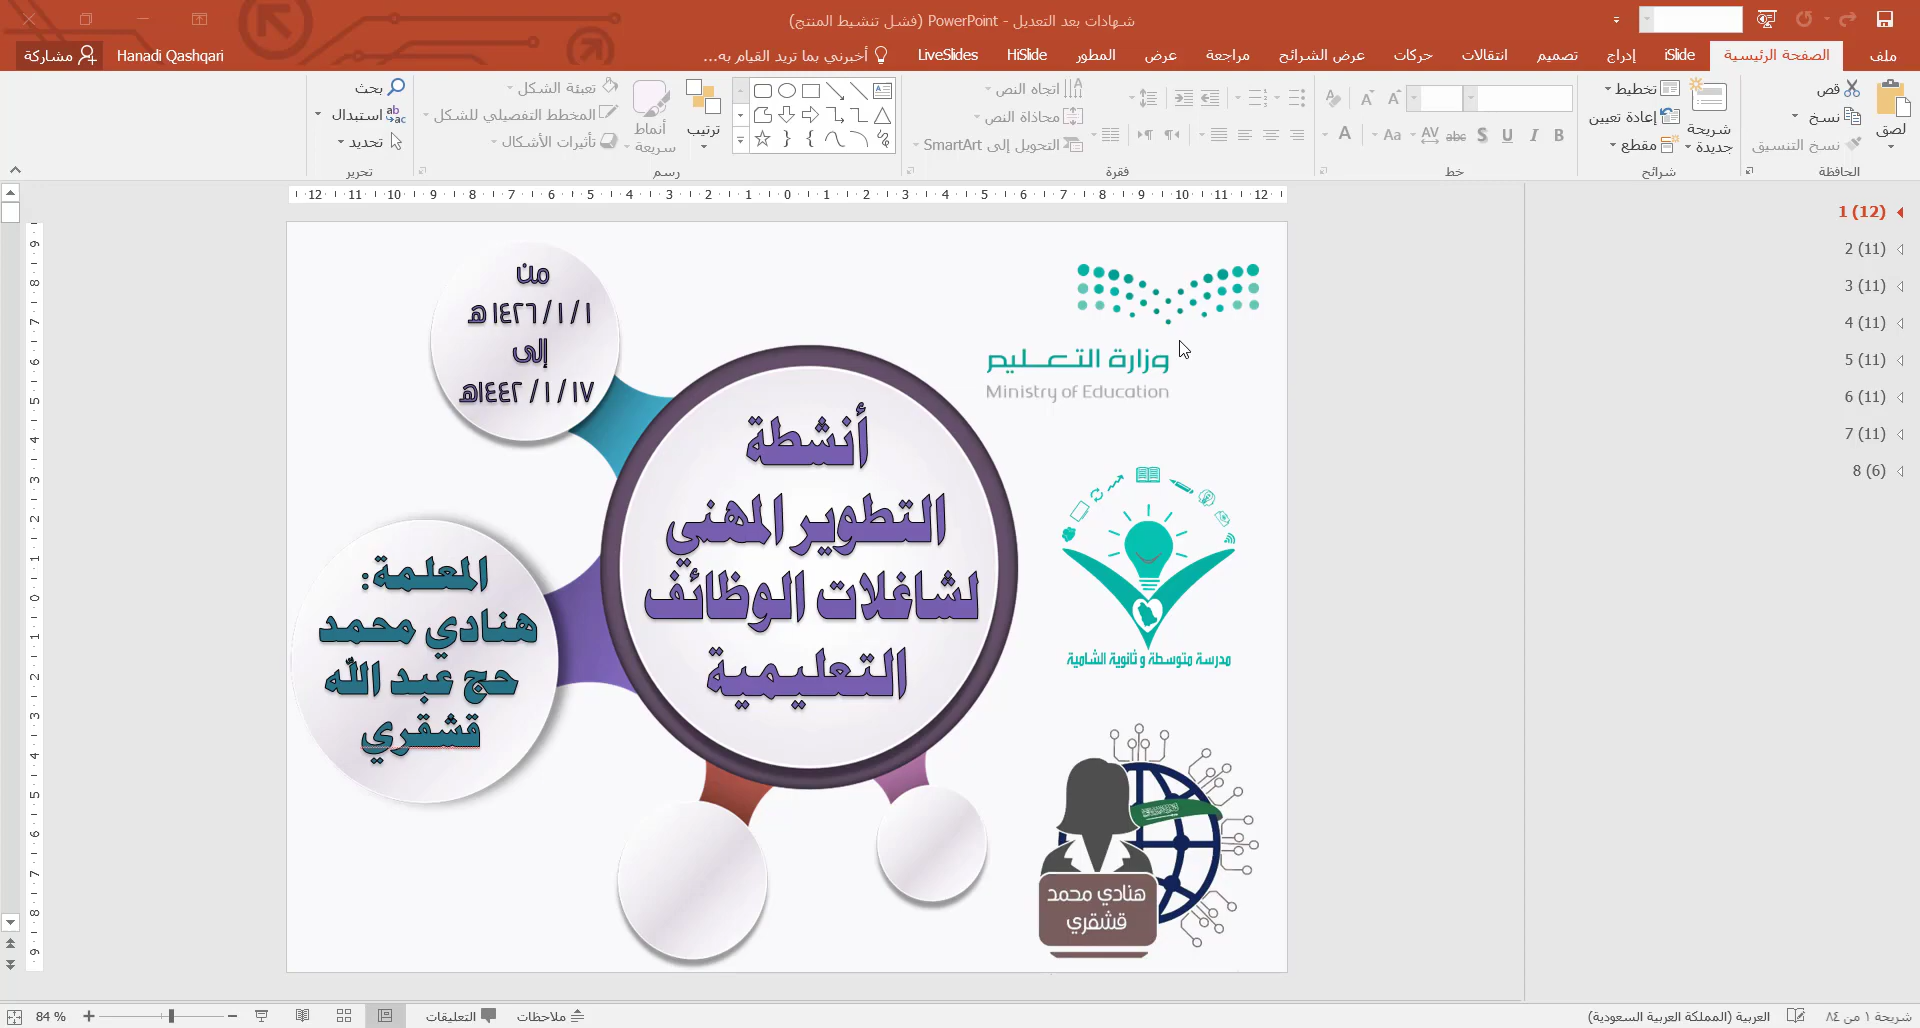 شهادات بعد التعديل - PowerPoint (فشل تنشيط المنتج)
ملف
الصفحة الرئيسية
iSlide
إدراج
تصميم
انتقالات
حركات
عرض الشرائح
مراجعة
عرض
المطور
HiSlide
LiveSlides
أخبرني بما تريد القيام به...
Hanadi Qashqari
مشاركة
لصق
قص
نسخ
نسخ التنسيق
الحافظة
شريحة جديدة
تخطيط
إعادة تعيين
مقطع
شرائح
خط
اتجاه النص
محاذاة النص
التحويل إلى SmartArt
فقرة
ترتيب
أنماط سريعة
تعبئة الشكل
المخطط التفصيلي للشكل
تأثيرات الأشكال
رسم
بحث
استبدال
تحديد
تحرير
1 (12)
2 (11)
3 (11)
4 (11)
5 (11)
6 (11)
7 (11)
8 (6)
من
١ / ١ / ١٤٢٦ هـ
إلى
١٧ / ١ / ١٤٤٢هـ
وزارة التعليم
Ministry of Education
أنشطة
التطوير المهني
لشاغلات الوظائف
التعليمية
المعلمة:
هنادي محمد
حج عبد الله
قشقري
مدرسة متوسطة و ثانوية الشامية
هنادي محمد
قشقري
شريحة ١ من ٨٤
العربية (المملكة العربية السعودية)
ملاحظات
التعليقات
84 %